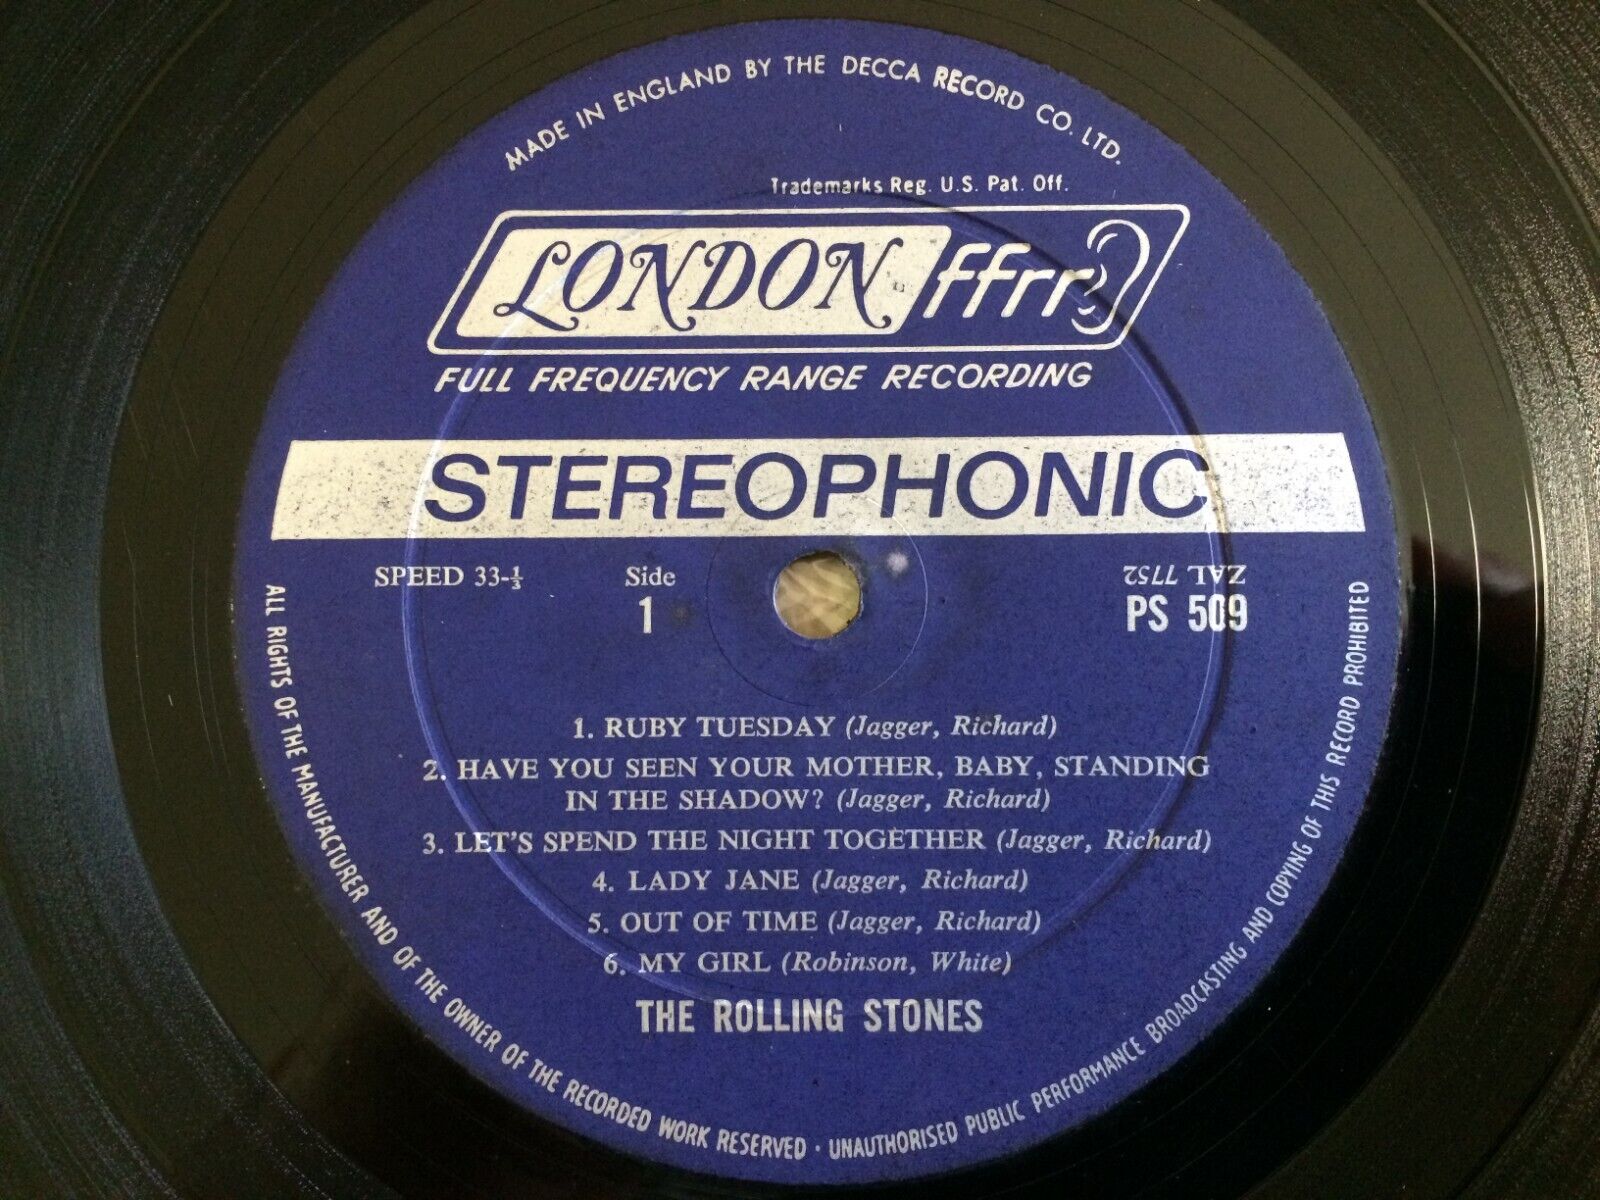 MADE IN ENGLAND BY THE DECCA RECORD CO. LTD.
Trademarks Reg. U.S. Pat. Off.
LONDON ffrr
FULL FREQUENCY RANGE RECORDING
STEREOPHONIC
SPEED 33-⅓
Side
1
ZAL 7752
PS 509
1. RUBY TUESDAY (Jagger, Richard)
2. HAVE YOU SEEN YOUR MOTHER, BABY, STANDING
IN THE SHADOW? (Jagger, Richard)
3. LET'S SPEND THE NIGHT TOGETHER (Jagger, Richard)
4. LADY JANE (Jagger, Richard)
5. OUT OF TIME (Jagger, Richard)
6. MY GIRL (Robinson, White)
THE ROLLING STONES
ALL RIGHTS OF THE MANUFACTURER AND OF THE OWNER OF THE RECORDED WORK RESERVED · UNAUTHORISED PUBLIC PERFORMANCE BROADCASTING AND COPYING OF THIS RECORD PROHIBITED